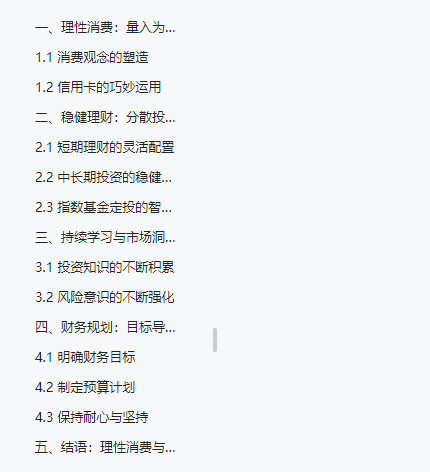 一、理性消费：量入为...
1.1 消费观念的塑造
1.2 信用卡的巧妙运用
二、稳健理财：分散投...
2.1 短期理财的灵活配置
2.2 中长期投资的稳健...
2.3 指数基金定投的智...
三、持续学习与市场洞...
3.1 投资知识的不断积累
3.2 风险意识的不断强化
四、财务规划：目标导...
4.1 明确财务目标
4.2 制定预算计划
4.3 保持耐心与坚持
五、结语：理性消费与...